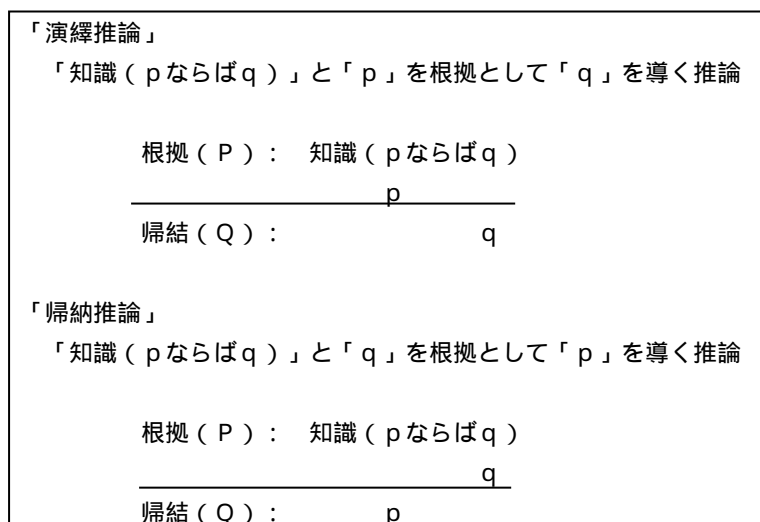 「演繹推論」
「知識（ｐならばｑ）」と「ｐ」を根拠として「ｑ」を導く推論
根拠（Ｐ）：　知識（ｐならばｑ）
ｐ
帰結（Ｑ）：　ｑ
「帰納推論」
「知識（ｐならばｑ）」と「ｑ」を根拠として「ｐ」を導く推論
根拠（Ｐ）：　知識（ｐならばｑ）
ｑ
帰結（Ｑ）：　ｐ